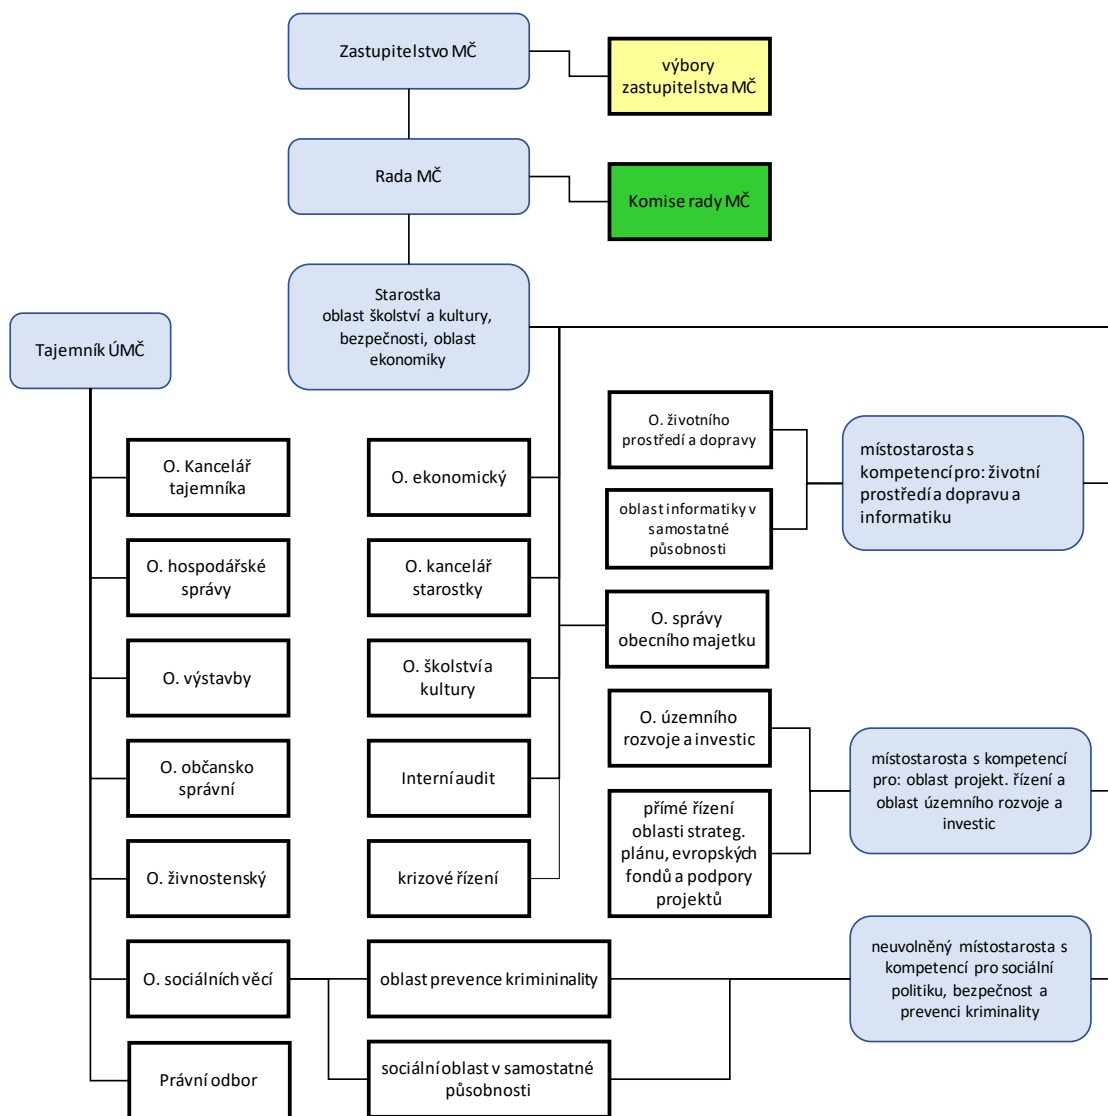 Zastupitelstvo MČ
výbory
zastupitelstva MČ
Rada MČ
Komise rady MČ
Starostka
oblast školství a kultury,
bezpečnosti, oblast
ekonomiky
Tajemník ÚMČ
O. životního
prostředí a dopravy
místostarosta s
kompetencí pro: životní
prostředí a dopravu a
informatiku
O. Kancelář
tajemníka
O. ekonomický
oblast informatiky v
samostatné
působnosti
O. hospodářské
správy
O. kancelář
starostky
O. správy
obecního majetku
O. výstavby
O. školství a
kultury
O. územního
rozvoje a investic
místostarosta s kompetencí
pro: oblast projekt. řízení a
oblast územního rozvoje a
investic
O. občansko
správní
Interní audit
přímé řízení
oblasti strateg.
plánu, evropských
fondů a podpory
projektů
O. živnostenský
krizové řízení
neuvolněný místostarosta s
kompetencí pro sociální
politiku, bezpečnost a
prevenci kriminality
O. sociálních věcí
oblast prevence krimininality
Právní odbor
sociální oblast v samostatné
působnosti